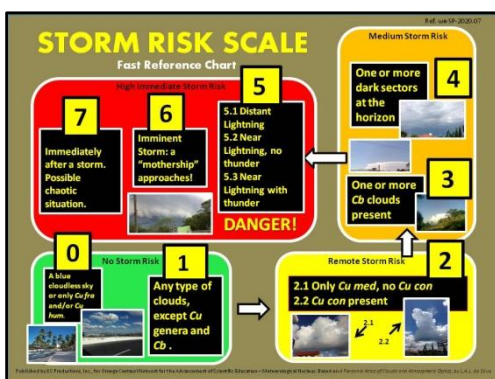 Ref. ueSP-2020.07
STORM RISK SCALE
Fast Reference Chart
Medium Storm Risk
4
One or more
dark sectors
at the
horizon
3
One or more
Cb clouds
present
High Immediate Storm Risk
7
Immediately
after a storm.
Possible
chaotic
situation.
6
Imminent
Storm: a
"mothership"
approaches!
5
5.1 Distant
Lightning
5.2 Near
Lightning, no
thunder
5.3 Near
Lightning with
thunder
DANGER!
No Storm Risk
0
A blue
cloudless sky
or only Cu fra
and/or Cu
hum.
1
Any type of
clouds,
except Cu
genera and
Cb .
Remote Storm Risk
2
2.1 Only Cu med, no Cu con
2.2 Cu con present
2.1
2.2